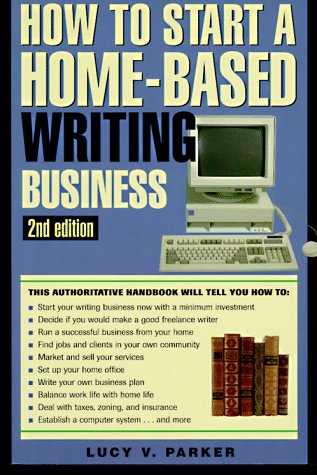 HOW TO START A
HOME-BASED
WRITING
BUSINESS
2nd edition
THIS AUTHORITATIVE HANDBOOK WILL TELL YOU HOW TO:
■ Start your writing business now with a minimum investment
■ Decide if you would make a good freelance writer
■ Run a successful business from your home
■ Find jobs and clients in your own community
■ Market and sell your services
■ Set up your home office
■ Write your own business plan
■ Balance work life with home life
■ Deal with taxes, zoning, and insurance
■ Establish a computer system . . . and more
LUCY V. PARKER